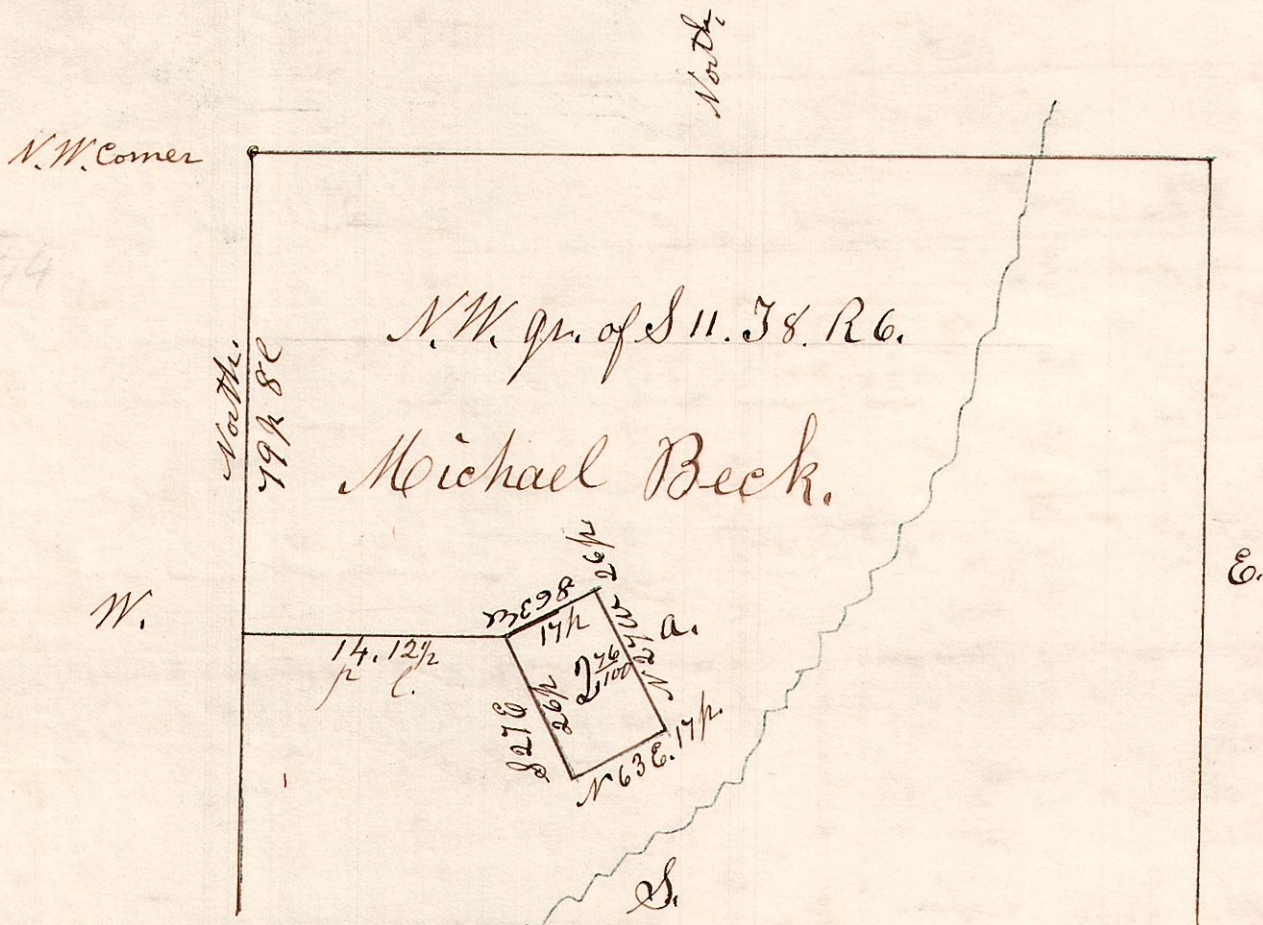 North.
N.W. Corner
N.W. qr. of S 11. T8. R6.
North.
79p 8l
Michael Beck.
E.
W.
S 63 W
17p
26p
N 27 W
a.
2 76/100
14. 12½
p l.
S 27 E
26p
N 63 E. 17p.
S.